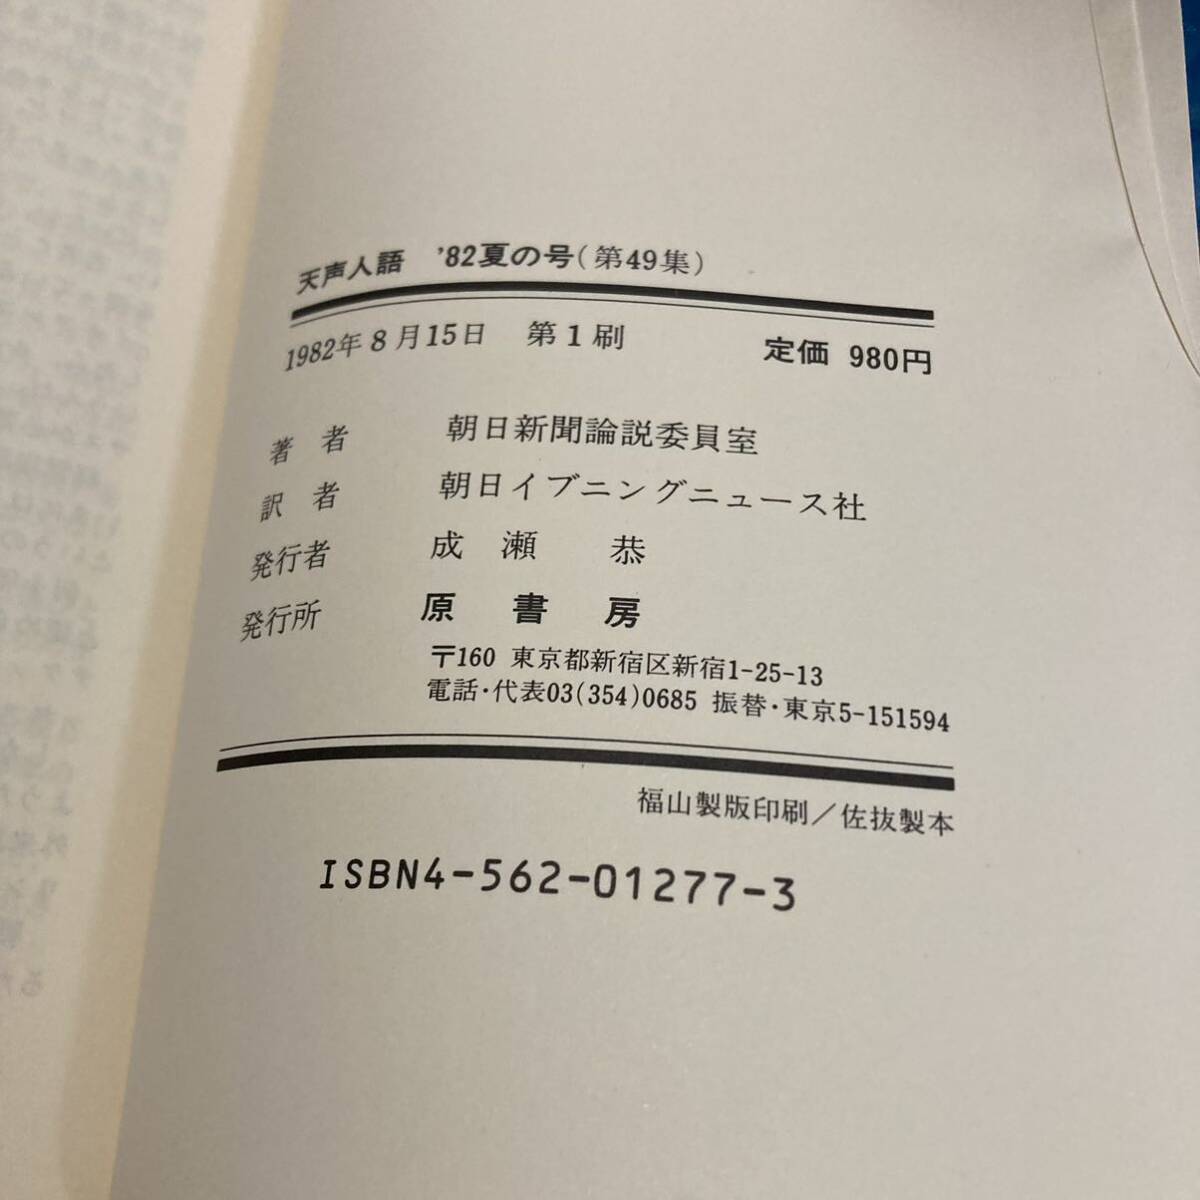 天声人語 '82夏の号(第49集)
1982年8月15日 第1刷 定価 980円
著者 朝日新聞論説委員室
訳者 朝日イブニングニュース社
発行者 成瀬 恭
発行所 原書房
〒160 東京都新宿区新宿1-25-13
電話・代表03(354)0685 振替・東京5-151594
福山製版印刷/佐抜製本
ISBN4-562-01277-3